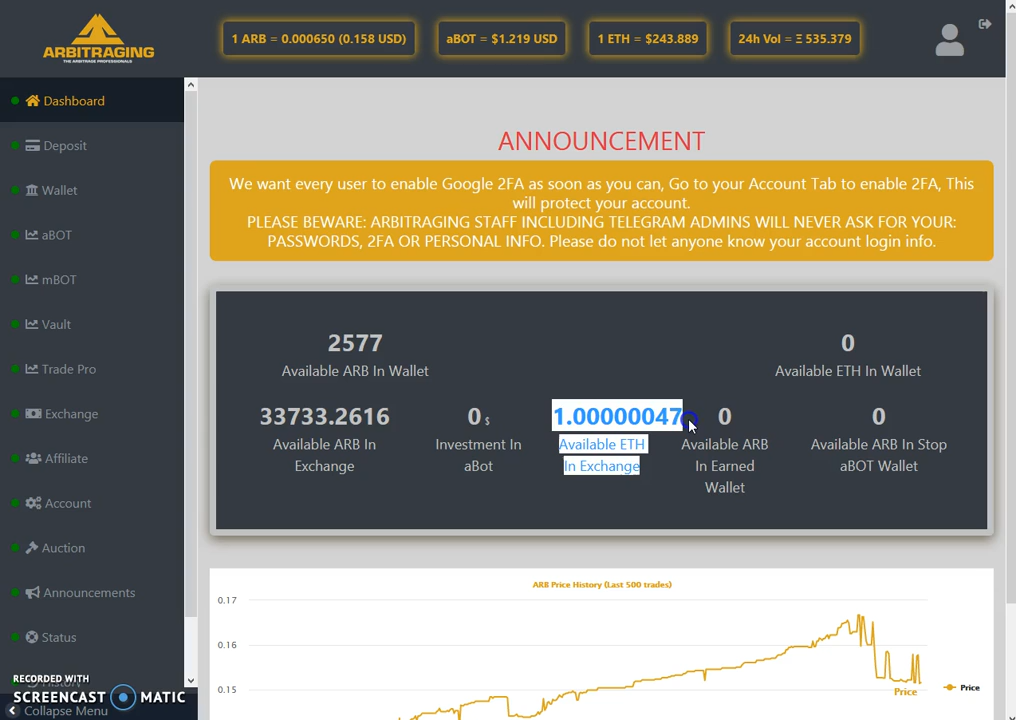 ARBITRAGING
THE ARBITRAGE PROFESSIONALS
1 ARB = 0.000650 (0.158 USD)
aBOT = $1.219 USD
1 ETH = $243.889
24h Vol = Ξ 535.379
Dashboard
Deposit
Wallet
aBOT
mBOT
Vault
Trade Pro
Exchange
Affiliate
Account
Auction
Announcements
Status
History
Collapse Menu
RECORDED WITH
SCREENCAST MATIC
ANNOUNCEMENT
We want every user to enable Google 2FA as soon as you can, Go to your Account Tab to enable 2FA, This
will protect your account.
PLEASE BEWARE: ARBITRAGING STAFF INCLUDING TELEGRAM ADMINS WILL NEVER ASK FOR YOUR:
PASSWORDS, 2FA OR PERSONAL INFO. Please do not let anyone know your account login info.
2577
Available ARB In Wallet
0
Available ETH In Wallet
33733.2616
Available ARB In
Exchange
0 $
Investment In
aBot
1.00000047
Available ETH
In Exchange
0
Available ARB
In Earned
Wallet
0
Available ARB In Stop
aBOT Wallet
ARB Price History (Last 500 trades)
0.17
0.16
0.15
Price
Price